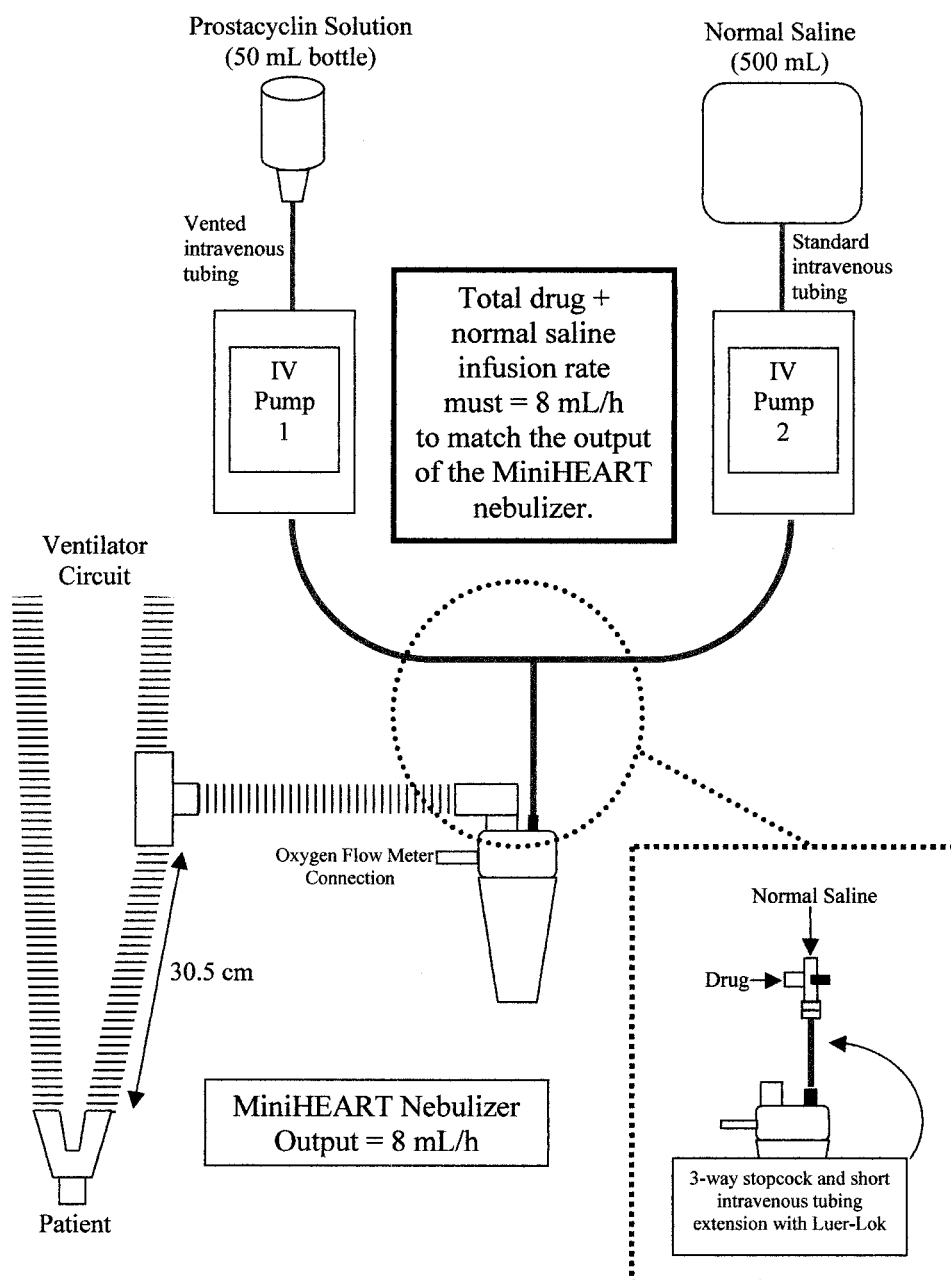 Prostacyclin Solution
(50 mL bottle)
Normal Saline
(500 mL)
Vented
intravenous
tubing
Standard
intravenous
tubing
IV
Pump
1
Total drug +
normal saline
infusion rate
must = 8 mL/h
to match the output
of the MiniHEART
nebulizer.
IV
Pump
2
Ventilator
Circuit
Oxygen Flow Meter
Connection
30.5 cm
Normal Saline
Drug
MiniHEART Nebulizer
Output = 8 mL/h
3-way stopcock and short
intravenous tubing
extension with Luer-Lok
Patient